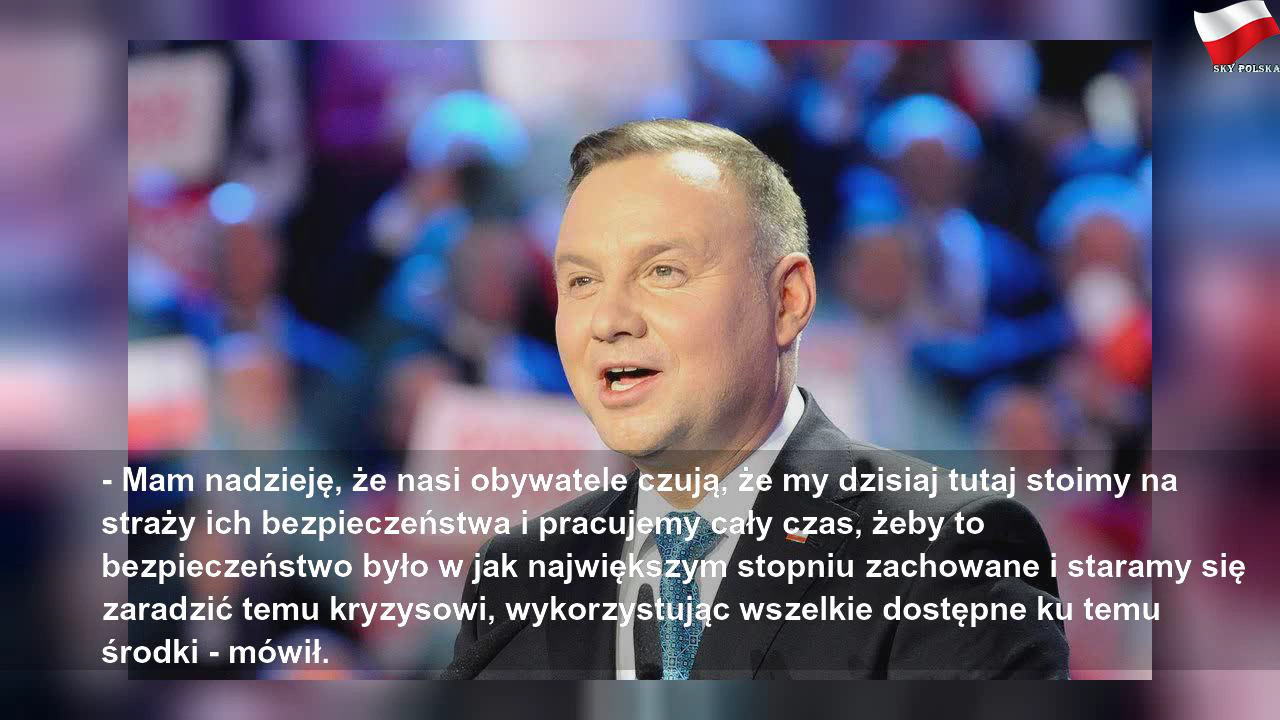 SKY POLSKA
- Mam nadzieję, że nasi obywatele czują, że my dzisiaj tutaj stoimy na
straży ich bezpieczeństwa i pracujemy cały czas, żeby to
bezpieczeństwo było w jak największym stopniu zachowane i staramy się
zaradzić temu kryzysowi, wykorzystując wszelkie dostępne ku temu
środki - mówił.